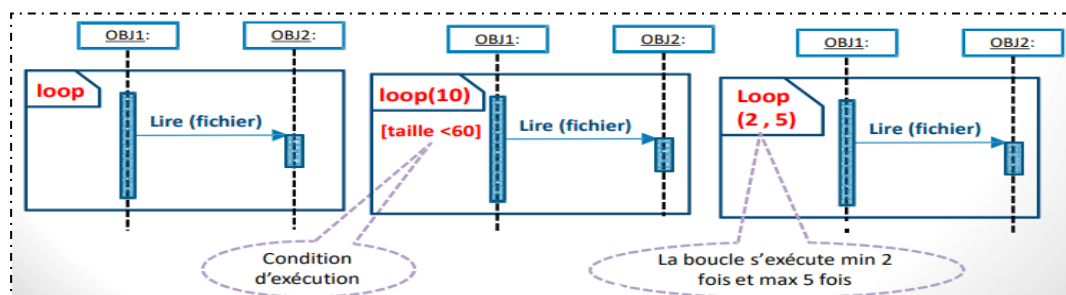 OBJ1:
OBJ2:
loop
Lire (fichier)
OBJ1:
OBJ2:
loop(10)
[taille <60]
Lire (fichier)
OBJ1:
OBJ2:
Loop
(2 , 5)
Lire (fichier)
Condition
d'exécution
La boucle s'exécute min 2
fois et max 5 fois